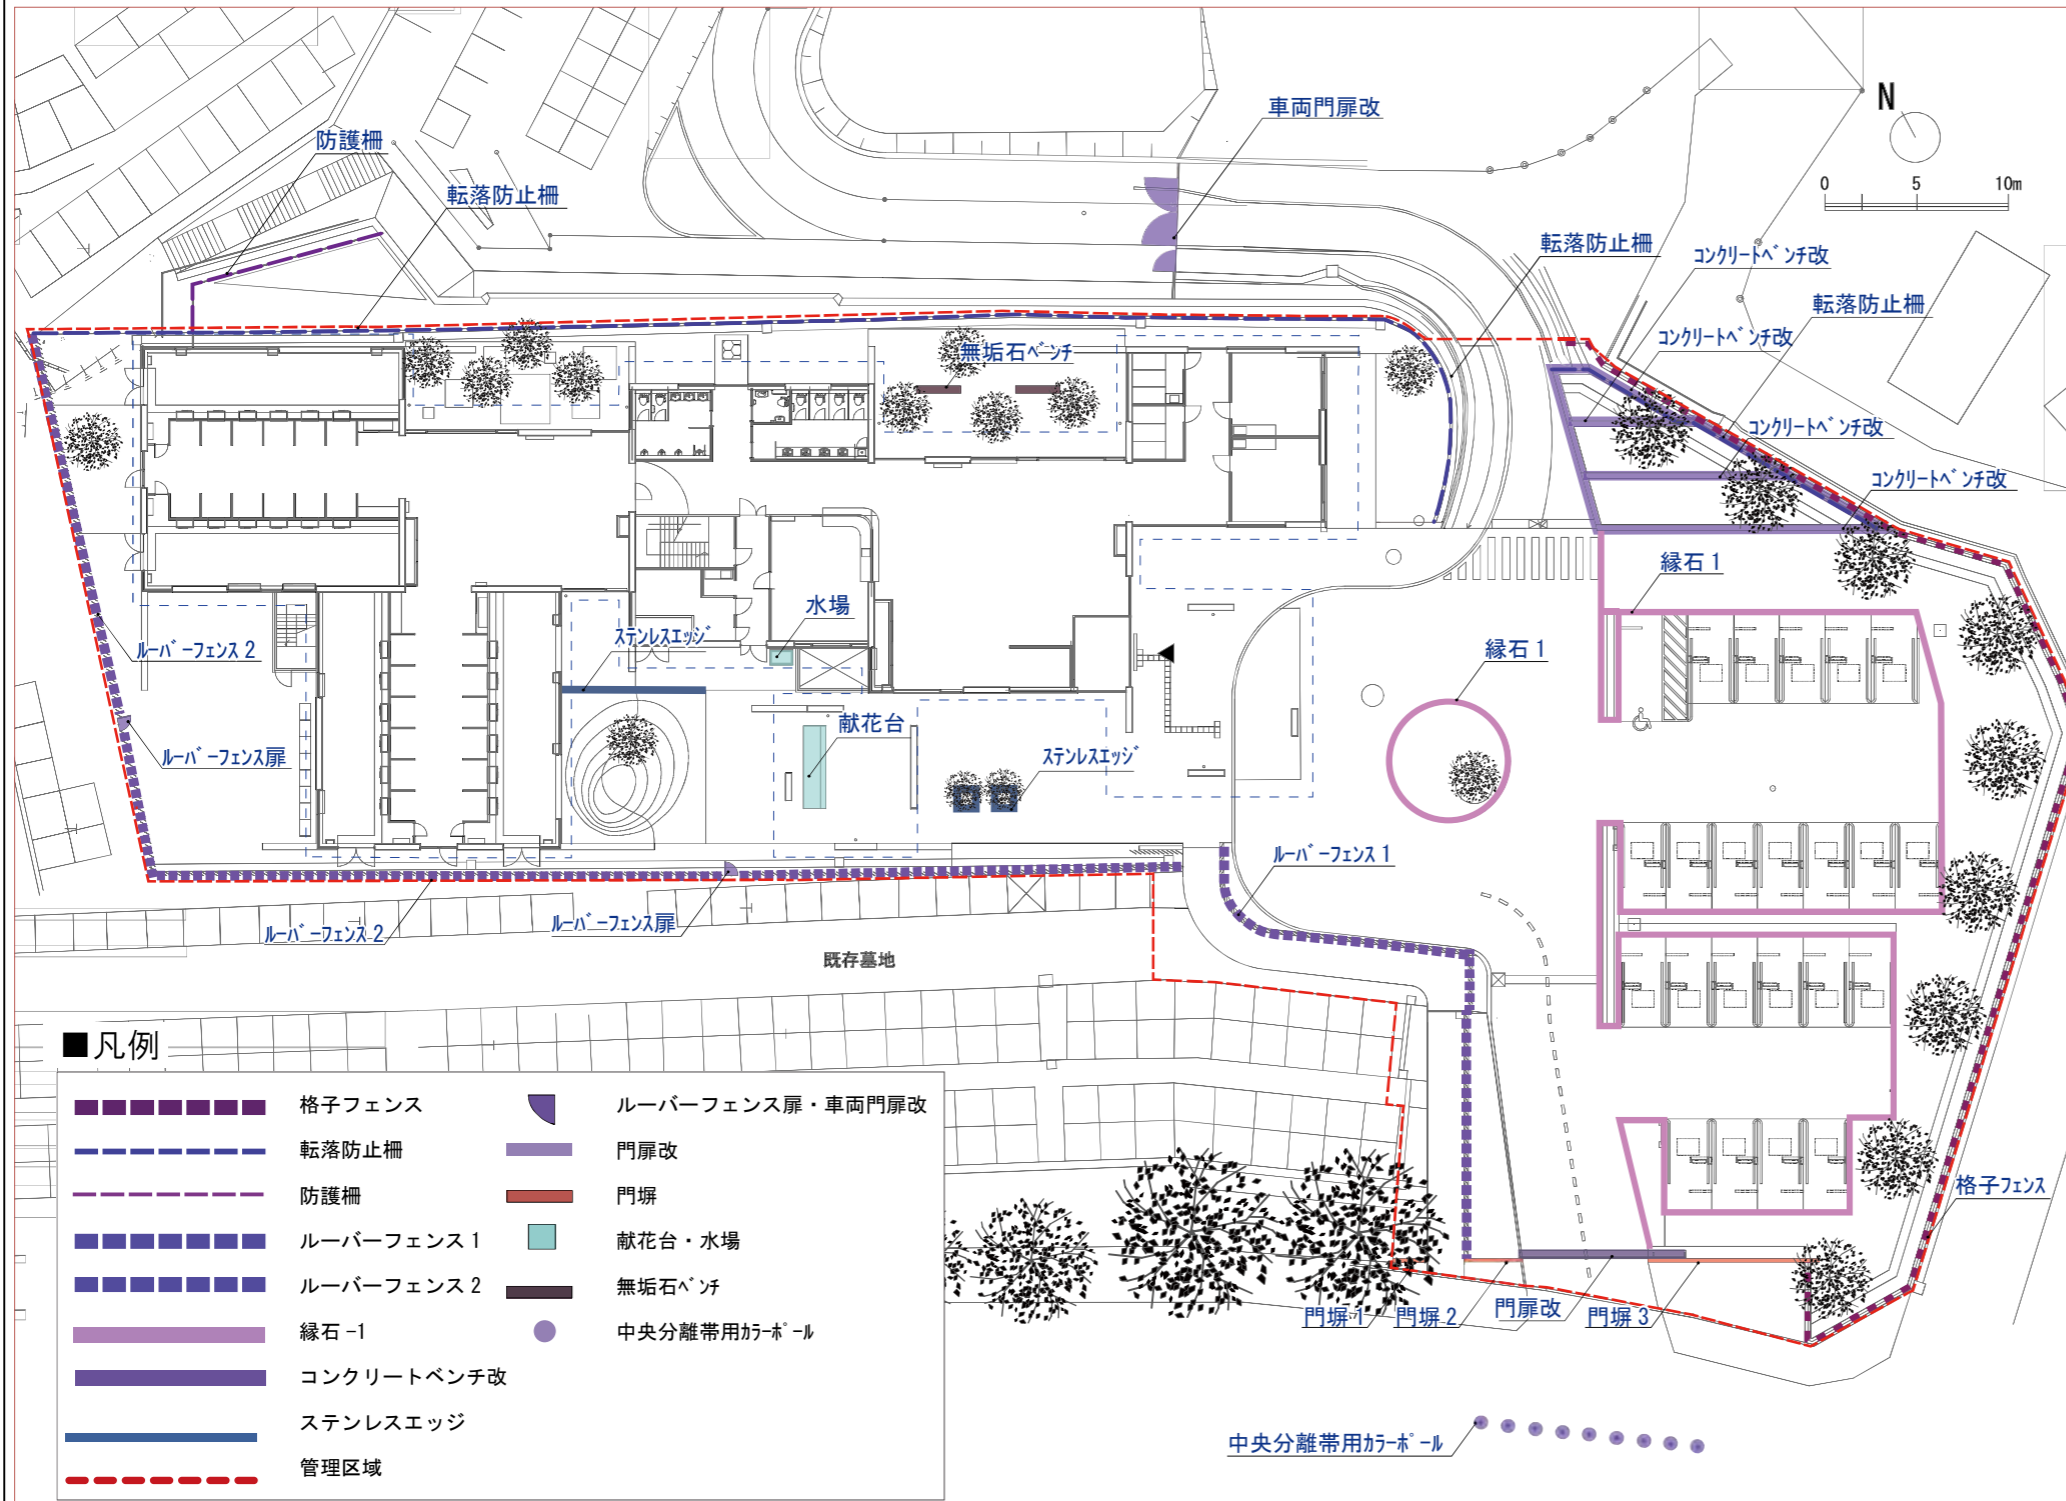 車両門扉改
N
0 5 10m
防護柵
転落防止柵
転落防止柵
コンクリートベンチ改
転落防止柵
コンクリートベンチ改
無垢石ベンチ
コンクリートベンチ改
コンクリートベンチ改
縁石1
水場
ステンレスエッジ
ルーバーフェンス2
縁石1
献花台
ルーバーフェンス扉
ステンレスエッジ
ルーバーフェンス1
ルーバーフェンス2
ルーバーフェンス扉
既存墓地
格子フェンス
門塀1
門塀2
門扉改
門塀3
中央分離帯用カラーポール
■凡例
格子フェンス
転落防止柵
防護柵
ルーバーフェンス1
ルーバーフェンス2
縁石-1
コンクリートベンチ改
ステンレスエッジ
管理区域
ルーバーフェンス扉・車両門扉改
門扉改
門塀
献花台・水場
無垢石ベンチ
中央分離帯用カラーポール